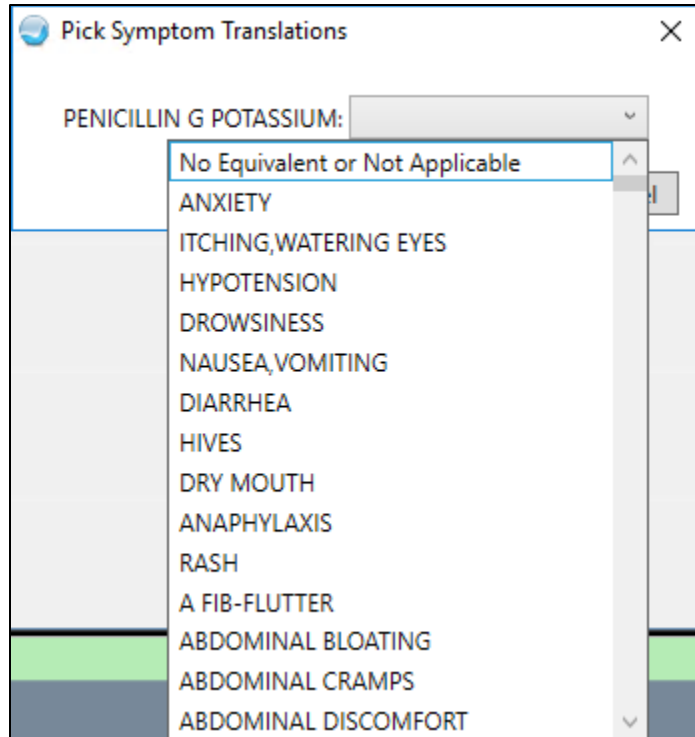 Pick Symptom Translations
PENICILLIN G POTASSIUM:
No Equivalent or Not Applicable
ANXIETY
ITCHING,WATERING EYES
HYPOTENSION
DROWSINESS
NAUSEA,VOMITING
DIARRHEA
HIVES
DRY MOUTH
ANAPHYLAXIS
RASH
A FIB-FLUTTER
ABDOMINAL BLOATING
ABDOMINAL CRAMPS
ABDOMINAL DISCOMFORT